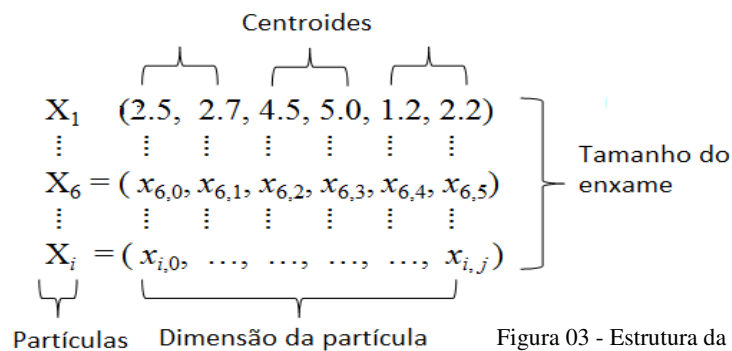 Centroides
X1 (2.5, 2.7, 4.5, 5.0, 1.2, 2.2)
X6 = ( x6,0, x6,1, x6,2, x6,3, x6,4, x6,5)
Xi = ( xi,0, ..., ..., ..., ..., xi, j )
Tamanho do
enxame
Partículas Dimensão da partícula Figura 03 - Estrutura da